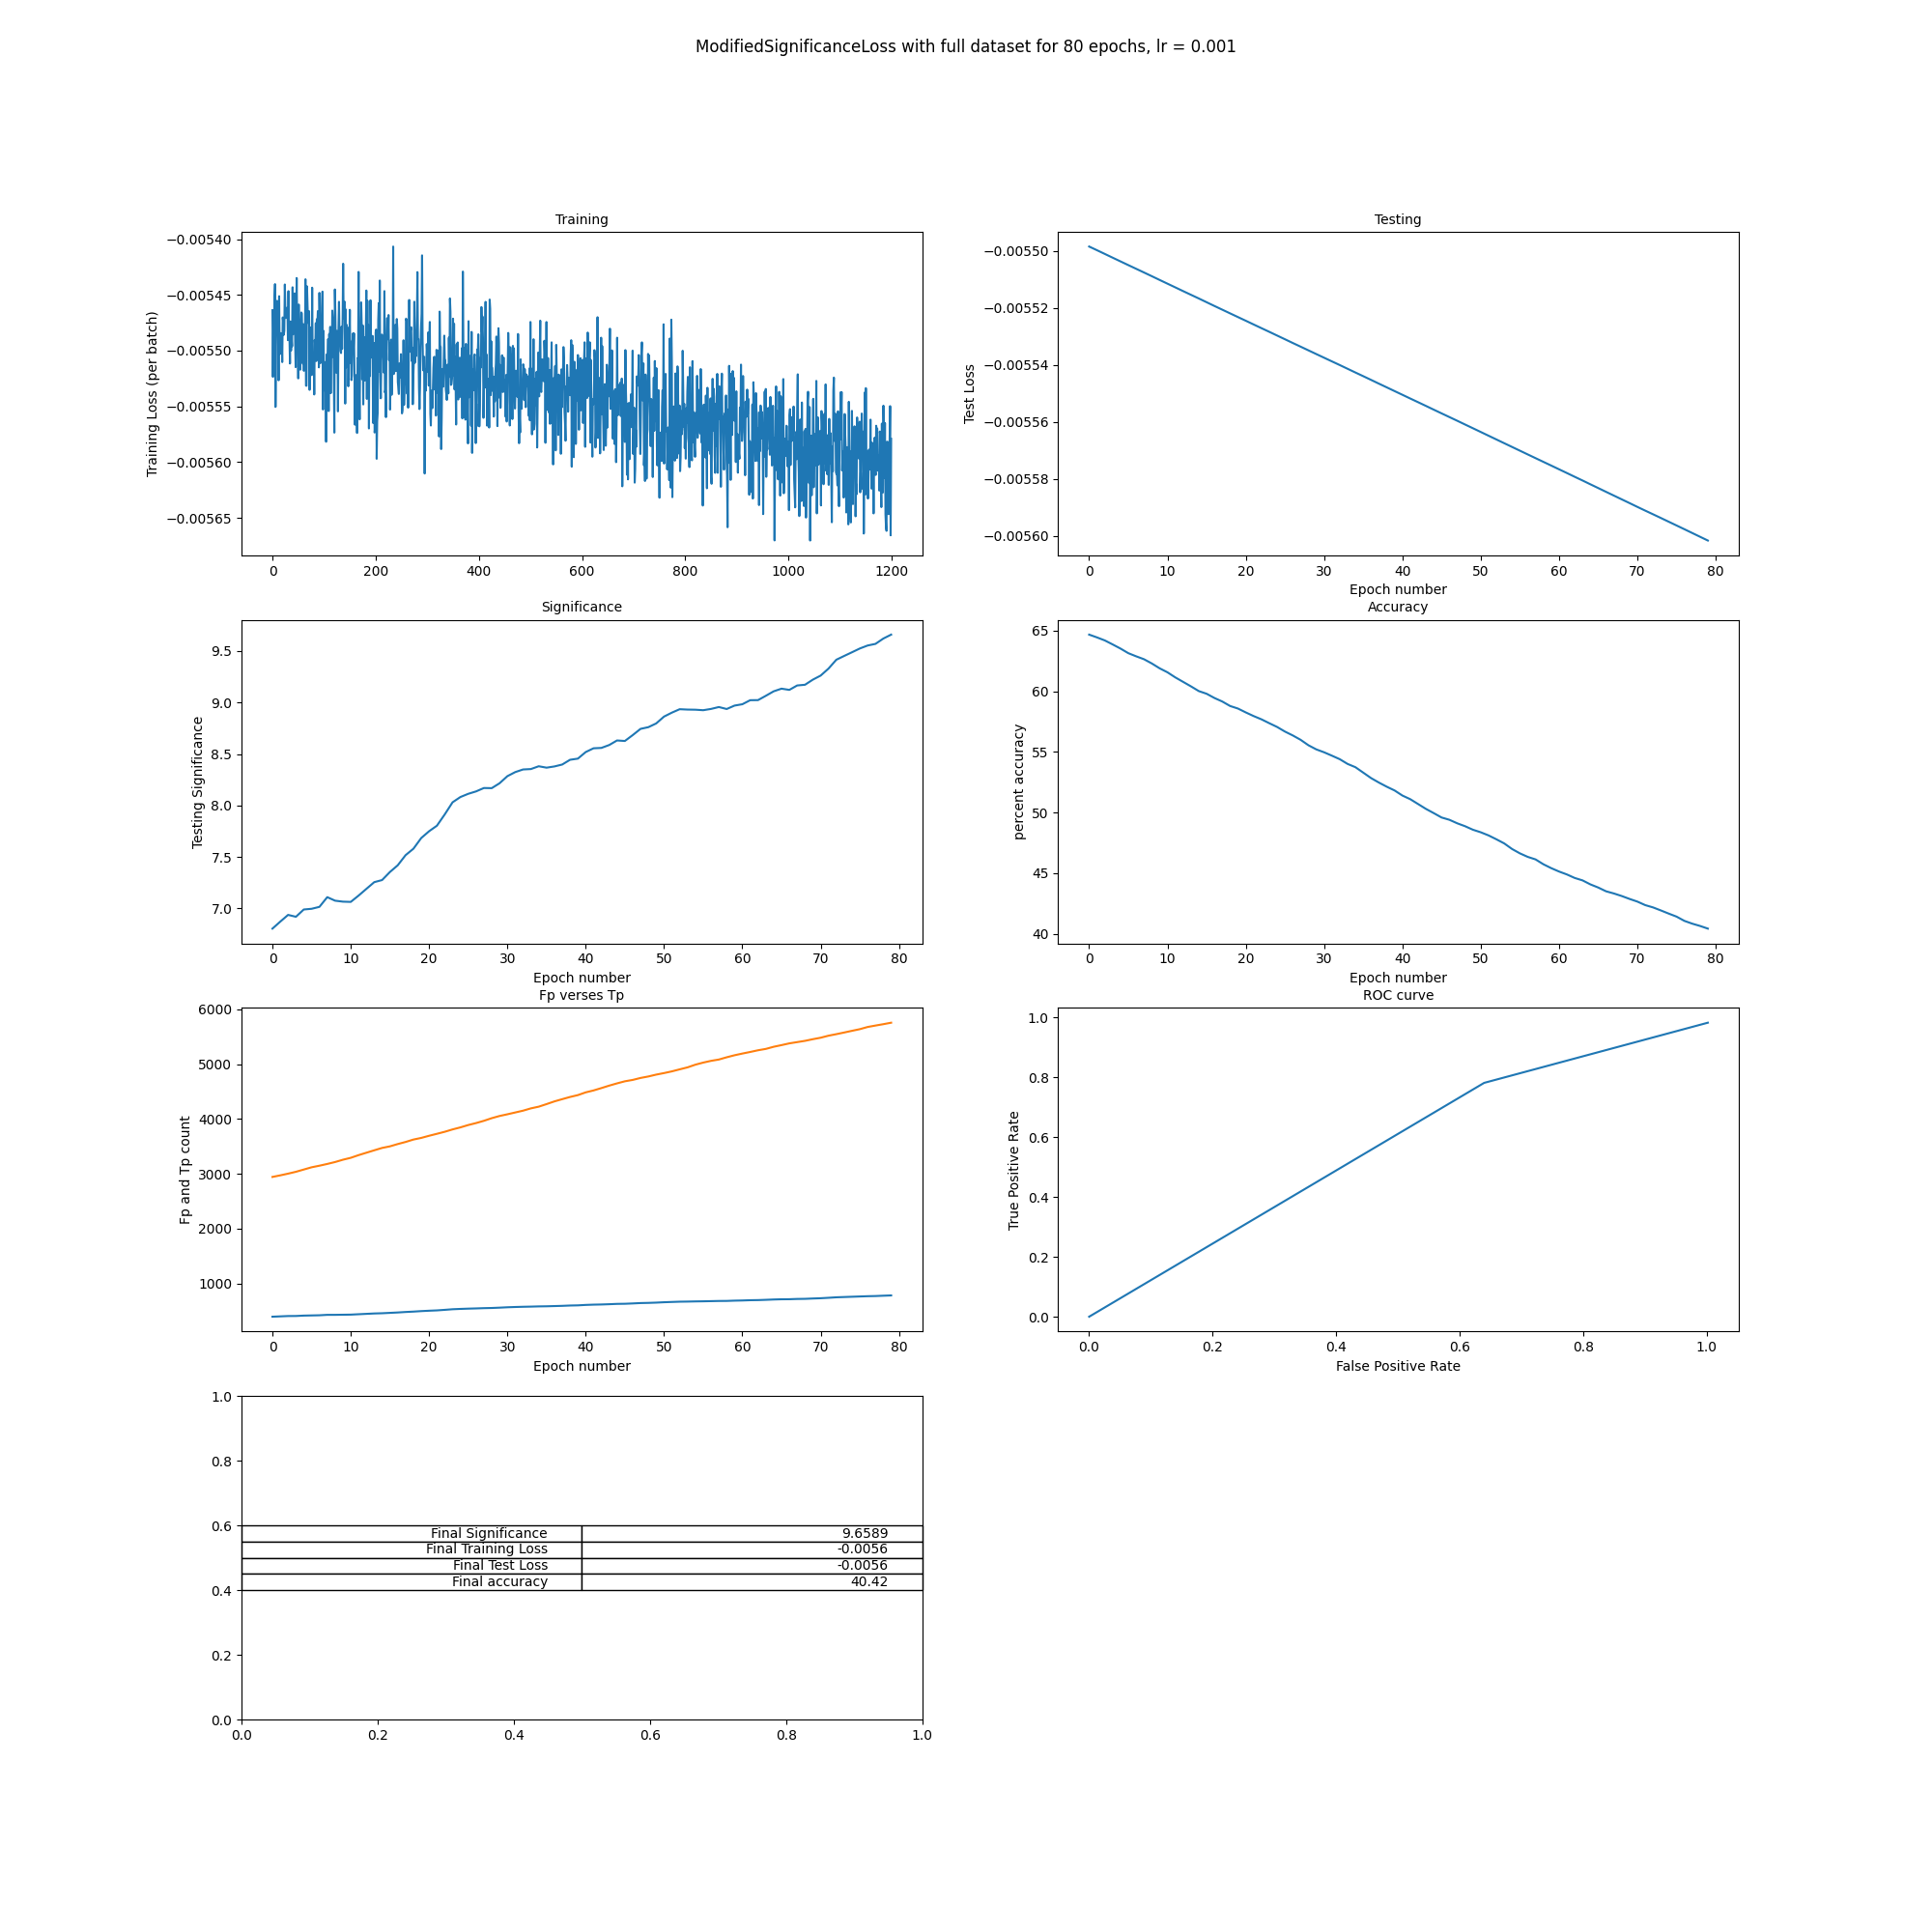 ModifiedSignificanceLoss with full dataset for 80 epochs, lr = 0.001
Training
Training Loss (per batch)
−0.00540
−0.00545
−0.00550
−0.00555
−0.00560
−0.00565
0 200 400 600 800 1000 1200
Testing
Test Loss
−0.00550
−0.00552
−0.00554
−0.00556
−0.00558
−0.00560
0 10 20 30 40 50 60 70 80
Epoch number
Significance
Testing Significance
9.5
9.0
8.5
8.0
7.5
7.0
0 10 20 30 40 50 60 70 80
Epoch number
Accuracy
percent accuracy
65
60
55
50
45
40
0 10 20 30 40 50 60 70 80
Epoch number
Fp verses Tp
Fp and Tp count
6000
5000
4000
3000
2000
1000
0 10 20 30 40 50 60 70 80
Epoch number
ROC curve
True Positive Rate
1.0
0.8
0.6
0.4
0.2
0.0
0.0 0.2 0.4 0.6 0.8 1.0
False Positive Rate
1.0
0.8
0.6
0.4
0.2
0.0
Final Significance 9.6589
Final Training Loss -0.0056
Final Test Loss -0.0056
Final accuracy 40.42
0.0 0.2 0.4 0.6 0.8 1.0